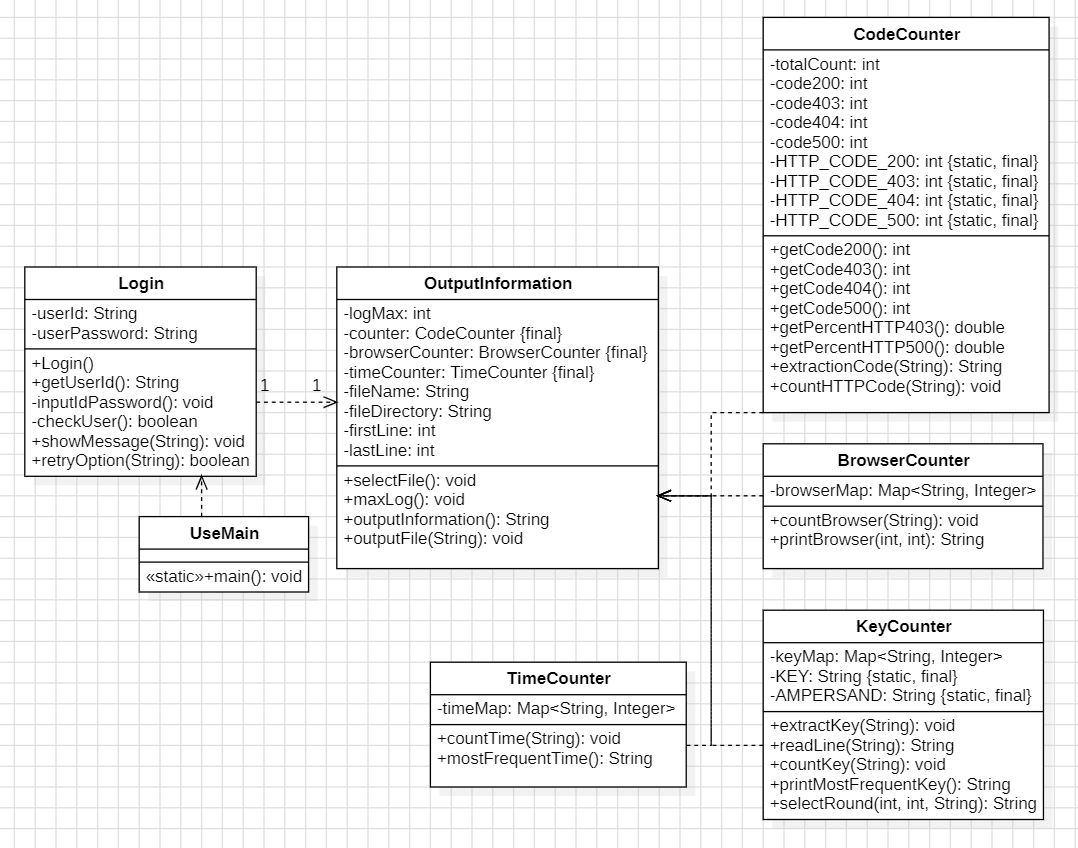 CodeCounter
-totalCount: int
-code200: int
-code403: int
-code404: int
-code500: int
-HTTP_CODE_200: int {static, final}
-HTTP_CODE_403: int {static, final}
-HTTP_CODE_404: int {static, final}
-HTTP_CODE_500: int {static, final}
+getCode200(): int
+getCode403(): int
+getCode404(): int
+getCode500(): int
+getPercentHTTP403(): double
+getPercentHTTP500(): double
+extractionCode(String): String
+countHTTPCode(String): void
Login
-userId: String
-userPassword: String
+Login()
+getUserId(): String
-inputIdPassword(): void
-checkUser(): boolean
+showMessage(String): void
+retryOption(String): boolean
1
1
OutputInformation
-logMax: int
-counter: CodeCounter {final}
-browserCounter: BrowserCounter {final}
-timeCounter: TimeCounter {final}
-fileName: String
-fileDirectory: String
-firstLine: int
-lastLine: int
+selectFile(): void
+maxLog(): void
+outputInformation(): String
+outputFile(String): void
BrowserCounter
-browserMap: Map<String, Integer>
+countBrowser(String): void
+printBrowser(int, int): String
UseMain
«static»+main(): void
KeyCounter
-keyMap: Map<String, Integer>
-KEY: String {static, final}
-AMPERSAND: String {static, final}
+extractKey(String): void
+readLine(String): String
+countKey(String): void
+printMostFrequentKey(): String
+selectRound(int, int, String): String
TimeCounter
-timeMap: Map<String, Integer>
+countTime(String): void
+mostFrequentTime(): String